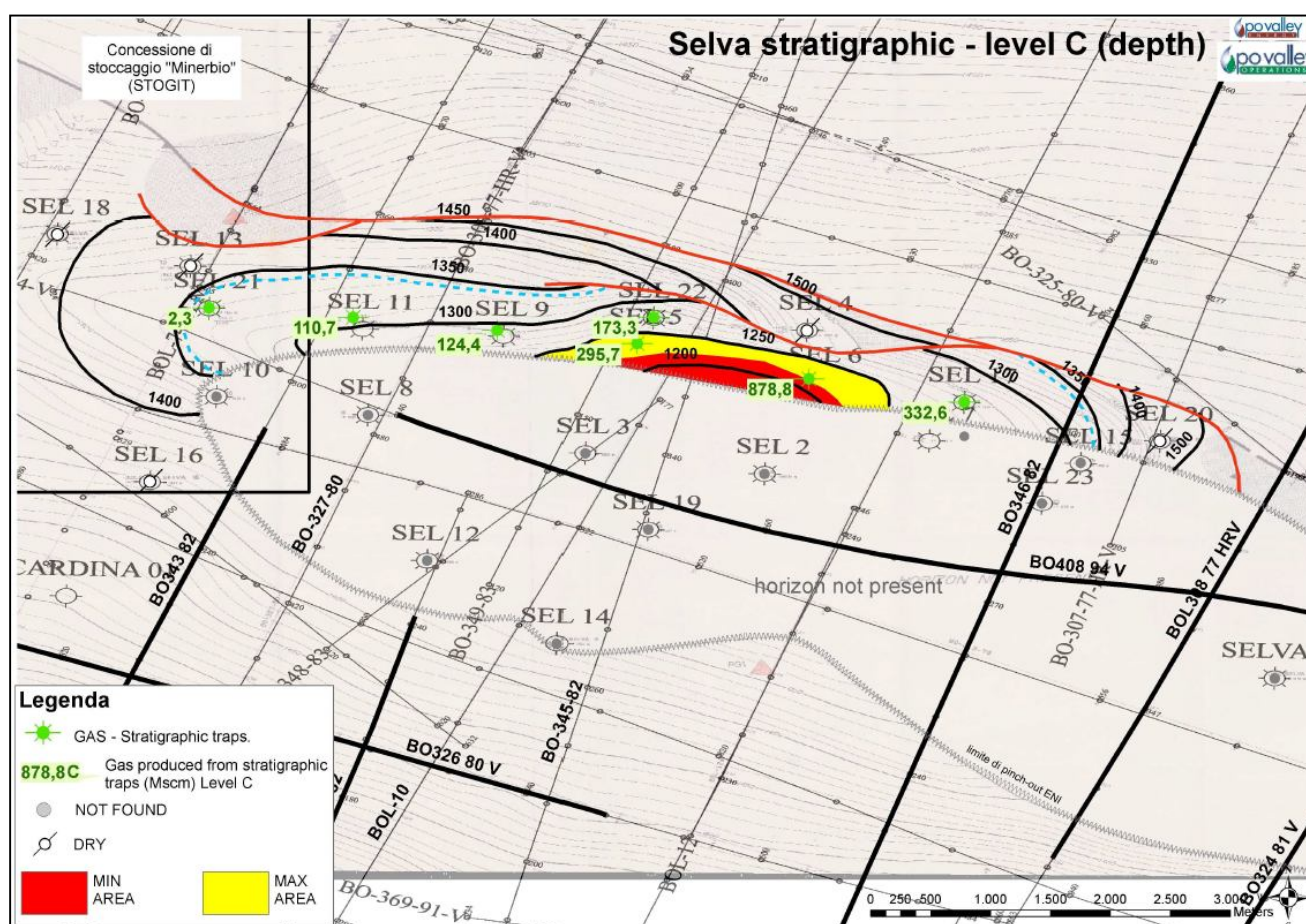 Selva stratigraphic - level C (depth)
po valley
ENERGY
po valley
OPERATIONS
Concessione di
stoccaggio "Minerbio"
(STOGIT)
SEL 18
SEL 13
SEL 21
2,3
SEL 10
1400
SEL 16
1450
1400
1350
1300
110,7
SEL 11
124,4
SEL 9
SEL 22
173,3
295,7
1200
1250
SEL 4
1500
SEL 6
878,8
332,6
1300
1400
SEL 20
1500
SEL 15
SEL 23
BO-325-80-V
SEL 8
SEL 3
SEL 2
SEL 19
SEL 12
SEL 14
CARDINA 0
BO343 82
BO-327-80
BO-349-83
348-83
BO-345-82
BO346 82
BO408 94 V
BO-307-77-HR-V
BOL308 77 HRV
horizon not present
SELVA
limite di pinch-out ENI
BO326 80 V
BOL-10
BOL-12
BO-369-91-V
BO324 81 V
Legenda
GAS - Stratigraphic traps.
878,8C
Gas produced from stratigraphic
traps (Mscm) Level C
NOT FOUND
DRY
MIN
AREA
MAX
AREA
0 250 500 1.000 1.500 2.000 2.500 3.000
Meters